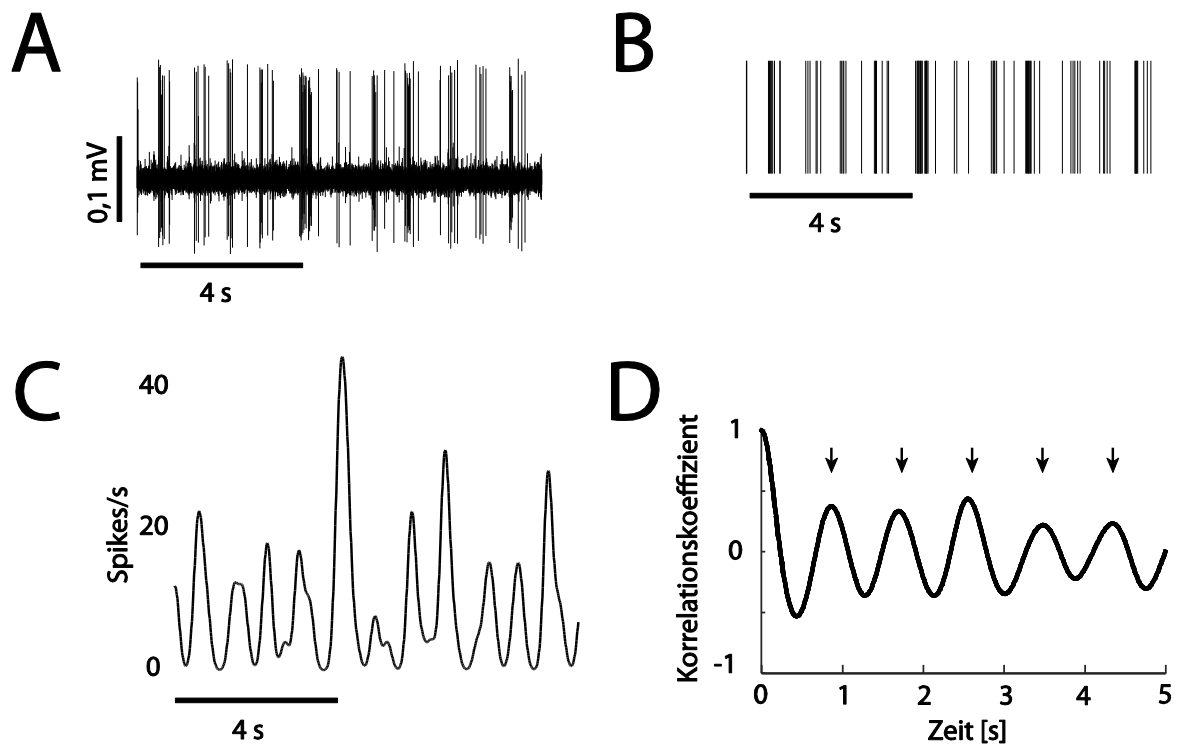 A
B
0,1 mV
4 s
4 s
C
D
40
20
0
Spikes/s
4 s
Korrelationskoeffizient
1
0
-1
0 1 2 3 4 5
Zeit [s]